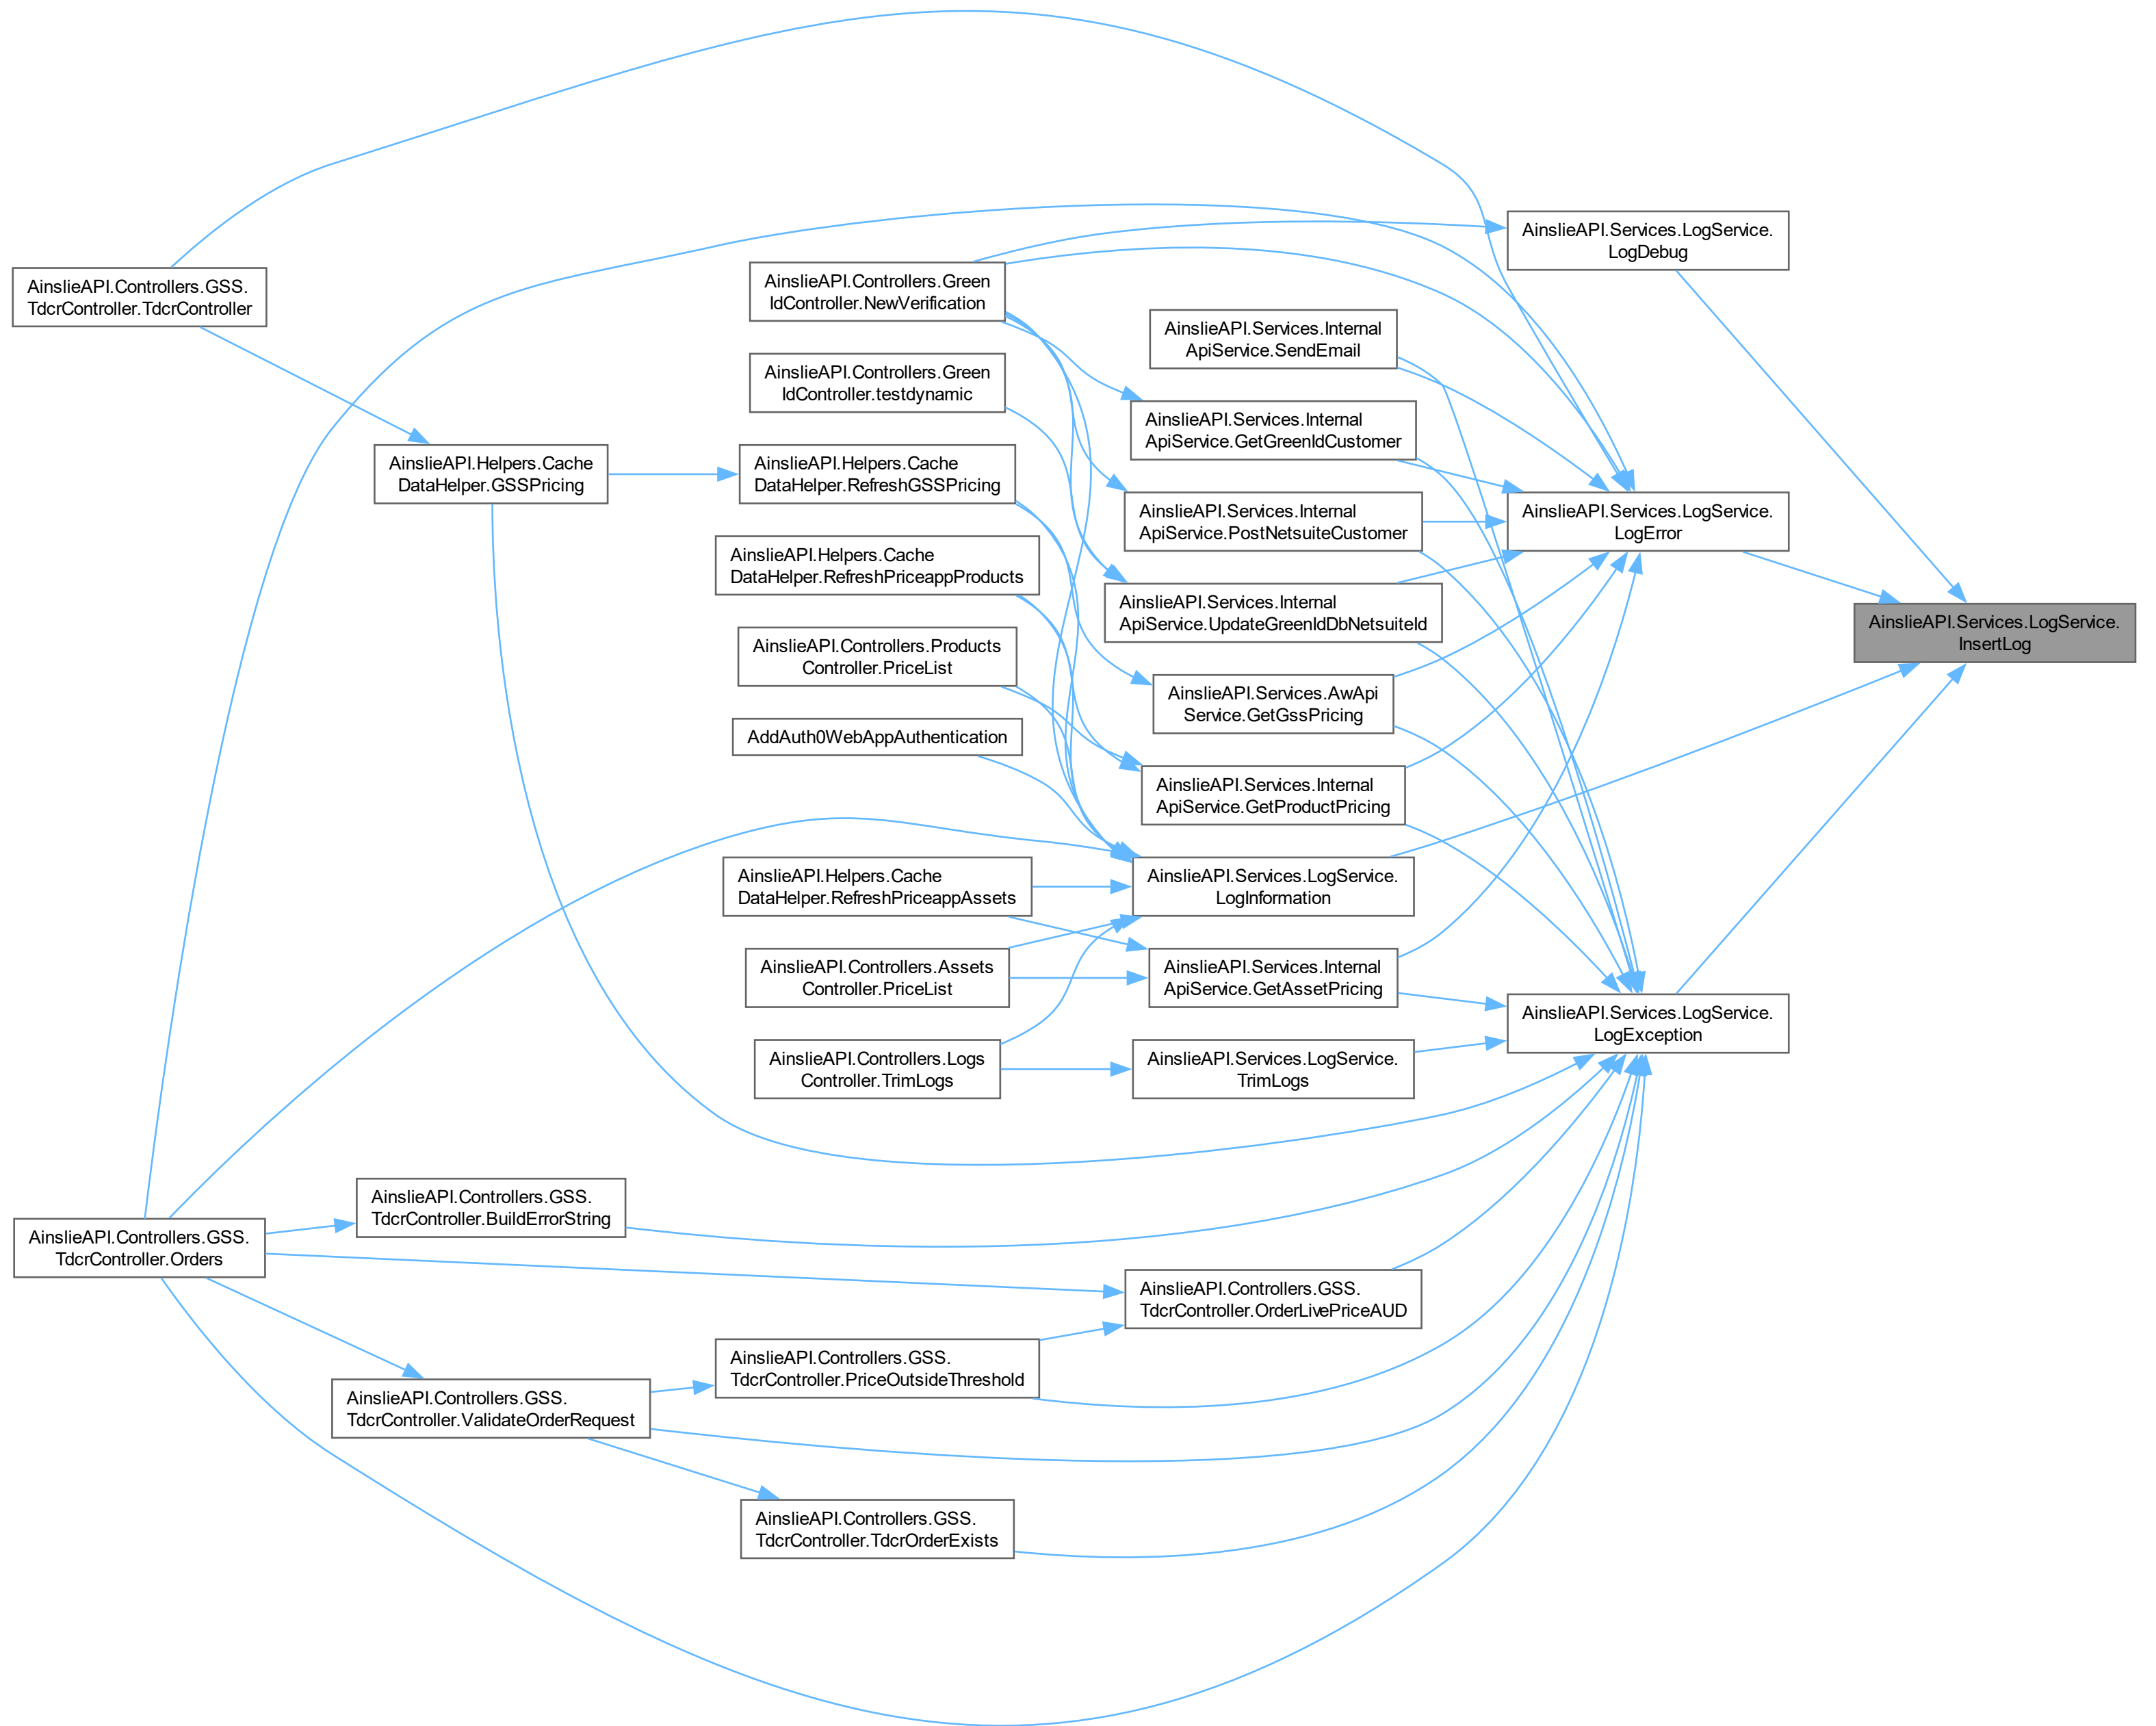 AinslieAPI.Services.LogService.
LogDebug
AinslieAPI.Controllers.GSS.
TdcrController.TdcrController
AinslieAPI.Controllers.Green
IdController.NewVerification
AinslieAPI.Services.Internal
ApiService.SendEmail
AinslieAPI.Controllers.Green
IdController.testdynamic
AinslieAPI.Services.Internal
ApiService.GetGreenIdCustomer
AinslieAPI.Helpers.Cache
DataHelper.GSSPricing
AinslieAPI.Helpers.Cache
DataHelper.RefreshGSSPricing
AinslieAPI.Services.Internal
ApiService.PostNetsuiteCustomer
AinslieAPI.Services.LogService.
LogError
AinslieAPI.Helpers.Cache
DataHelper.RefreshPriceappProducts
AinslieAPI.Services.Internal
ApiService.UpdateGreenIdDbNetsuiteId
AinslieAPI.Services.LogService.
InsertLog
AinslieAPI.Controllers.Products
Controller.PriceList
AinslieAPI.Services.AwApi
Service.GetGssPricing
AddAuth0WebAppAuthentication
AinslieAPI.Services.Internal
ApiService.GetProductPricing
AinslieAPI.Helpers.Cache
DataHelper.RefreshPriceappAssets
AinslieAPI.Services.LogService.
LogInformation
AinslieAPI.Controllers.Assets
Controller.PriceList
AinslieAPI.Services.Internal
ApiService.GetAssetPricing
AinslieAPI.Services.LogService.
LogException
AinslieAPI.Controllers.Logs
Controller.TrimLogs
AinslieAPI.Services.LogService.
TrimLogs
AinslieAPI.Controllers.GSS.
TdcrController.BuildErrorString
AinslieAPI.Controllers.GSS.
TdcrController.Orders
AinslieAPI.Controllers.GSS.
TdcrController.OrderLivePriceAUD
AinslieAPI.Controllers.GSS.
TdcrController.PriceOutsideThreshold
AinslieAPI.Controllers.GSS.
TdcrController.ValidateOrderRequest
AinslieAPI.Controllers.GSS.
TdcrController.TdcrOrderExists